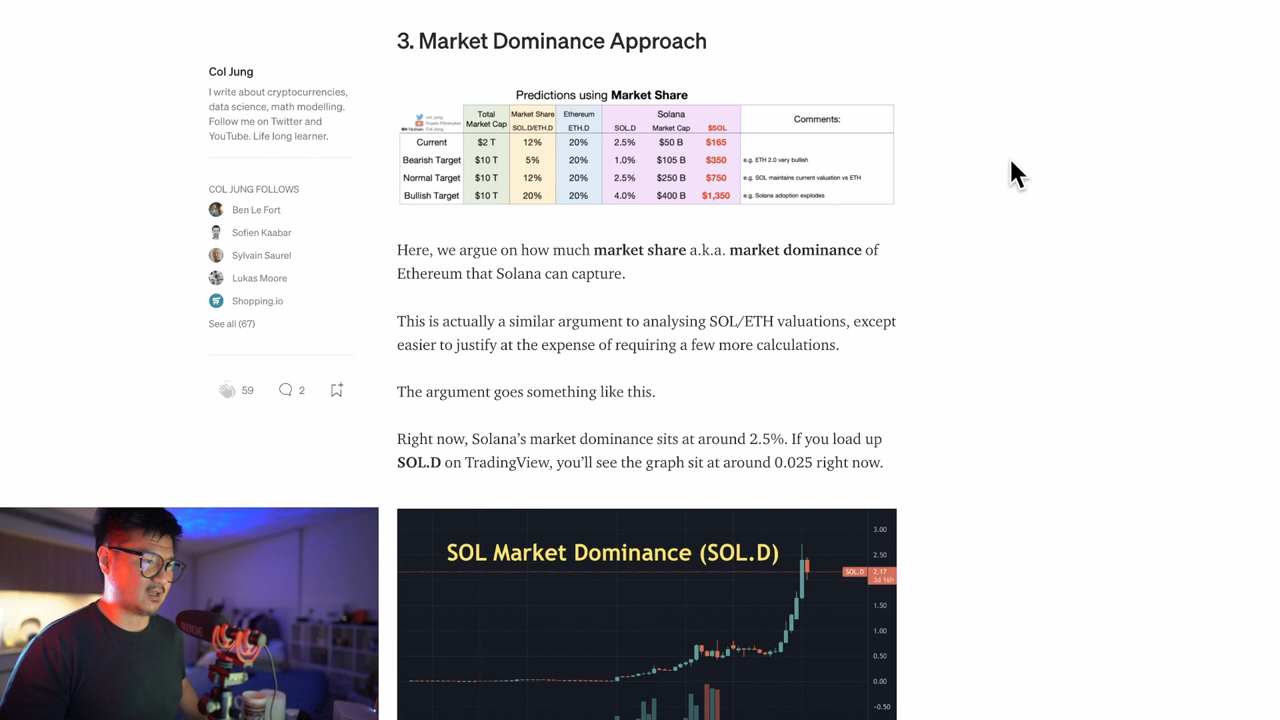 3. Market Dominance Approach
Col Jung
I write about cryptocurrencies,
data science, math modelling.
Follow me on Twitter and
YouTube. Life long learner.
COL JUNG FOLLOWS
Ben Le Fort
Sofien Kaabar
Sylvain Saurel
Lukas Moore
Shopping.io
See all (67)
59
2
Predictions using Market Share
Total Market Share Ethereum Solana Comments:
Market Cap SOL.D/ETH.D ETH.D SOL.D Market Cap $SOL
Current $2 T 12% 20% 2.5% $50 B $165
Bearish Target $10 T 5% 20% 1.0% $105 B $350 e.g. ETH 2.0 very bullish
Normal Target $10 T 12% 20% 2.5% $250 B $750 e.g. SOL maintains current valuation vs ETH
Bullish Target $10 T 20% 20% 4.0% $400 B $1,350 e.g. Solana adoption explodes
Here, we argue on how much market share a.k.a. market dominance of
Ethereum that Solana can capture.
This is actually a similar argument to analysing SOL/ETH valuations, except
easier to justify at the expense of requiring a few more calculations.
The argument goes something like this.
Right now, Solana's market dominance sits at around 2.5%. If you load up
SOL.D on TradingView, you'll see the graph sit at around 0.025 right now.
SOL Market Dominance (SOL.D)
3.00
2.50
SOL.D 2.17
3d 16h
1.50
1.00
0.50
0.00
-0.50